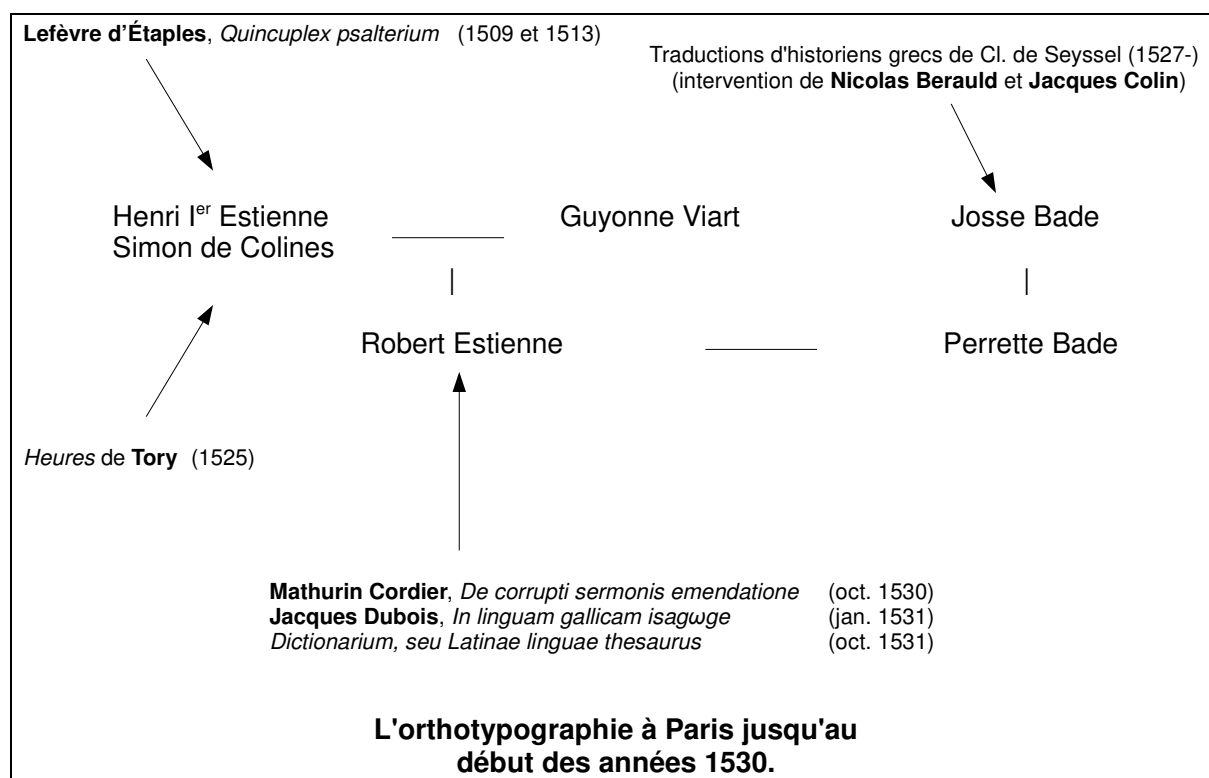 Lefèvre d'Étaples, Quincuplex psalterium (1509 et 1513)
Traductions d'historiens grecs de Cl. de Seyssel (1527-)
(intervention de Nicolas Berauld et Jacques Colin)
Henri Ier Estienne
Simon de Colines
Guyonne Viart
Josse Bade
Robert Estienne
Perrette Bade
Heures de Tory (1525)
Mathurin Cordier, De corrupti sermonis emendatione (oct. 1530)
Jacques Dubois, In linguam gallicam isagωge (jan. 1531)
Dictionarium, seu Latinae linguae thesaurus (oct. 1531)
L'orthotypographie à Paris jusqu'au
début des années 1530.